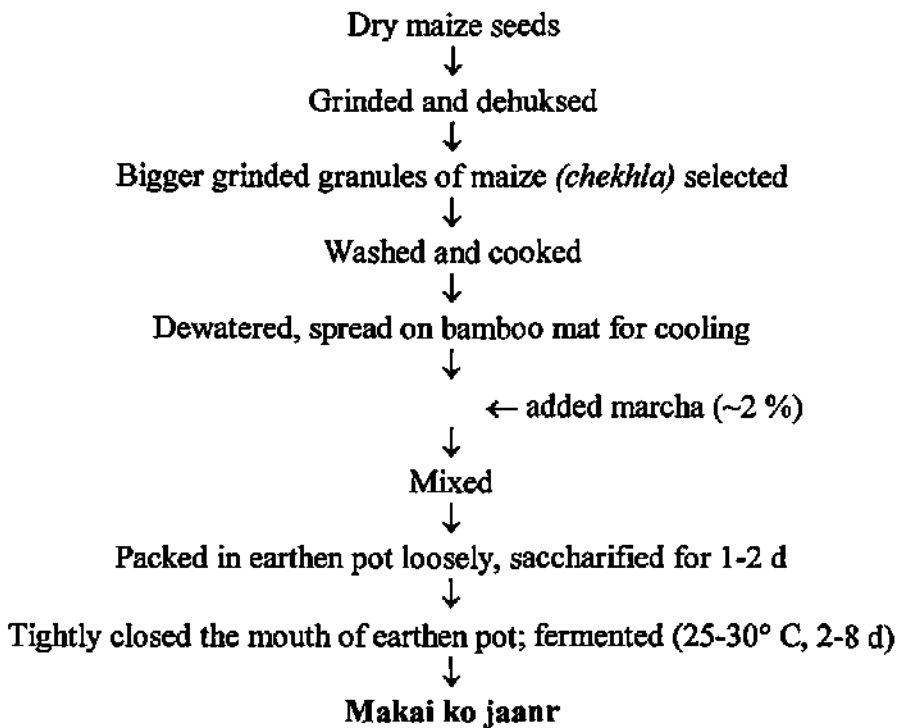 Dry maize seeds
↓
Grinded and dehuksed
↓
Bigger grinded granules of maize (chekhla) selected
↓
Washed and cooked
↓
Dewatered, spread on bamboo mat for cooling
↓
← added marcha (~2 %)
↓
Mixed
↓
Packed in earthen pot loosely, saccharified for 1-2 d
↓
Tightly closed the mouth of earthen pot; fermented (25-30° C, 2-8 d)
↓
Makai ko jaanr